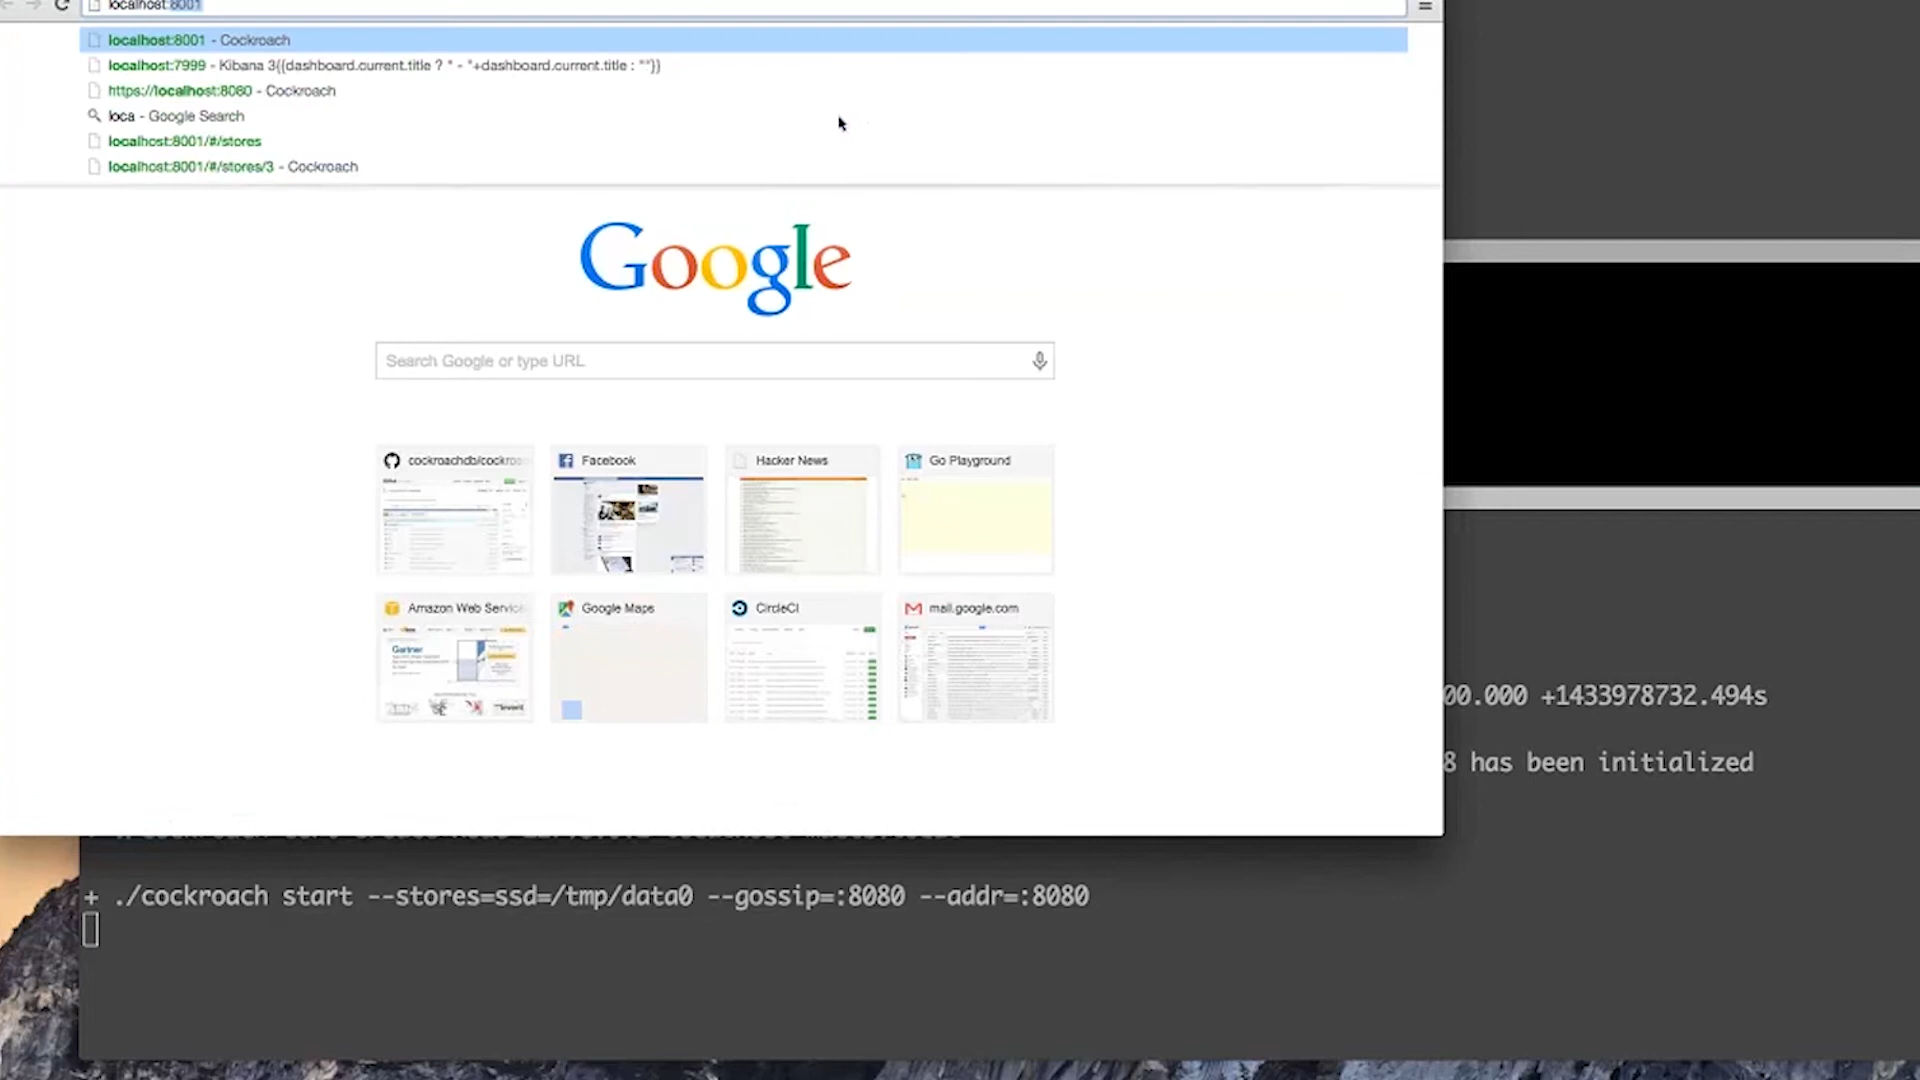 localhost:8001
localhost:8001 - Cockroach
localhost:7999 - Kibana 3{{dashboard.current.title ? " - "+dashboard.current.title : ""}}
https://localhost:8080 - Cockroach
loca - Google Search
localhost:8001/#/stores
localhost:8001/#/stores/3 - Cockroach
Google
Search Google or type URL
cockroachdb/cockroac
Facebook
Hacker News
Go Playground
Amazon Web Service
Google Maps
CircleCI
mail.google.com
Gartner
00.000 +1433978732.494s
8 has been initialized
+ ./cockroach start --stores=ssd=/tmp/data0 --gossip=:8080 --addr=:8080